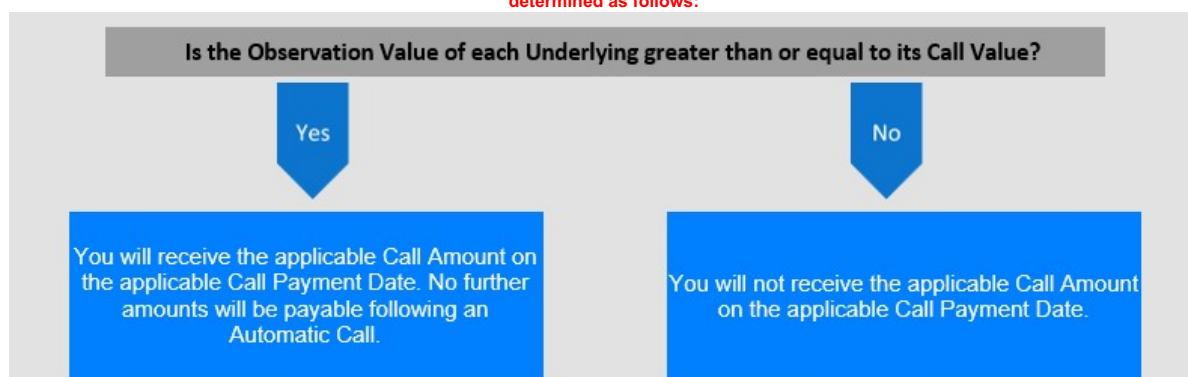 determined as follows:
Is the Observation Value of each Underlying greater than or equal to its Call Value?
Yes
No
You will receive the applicable Call Amount on
the applicable Call Payment Date. No further
amounts will be payable following an
Automatic Call.
You will not receive the applicable Call Amount
on the applicable Call Payment Date.